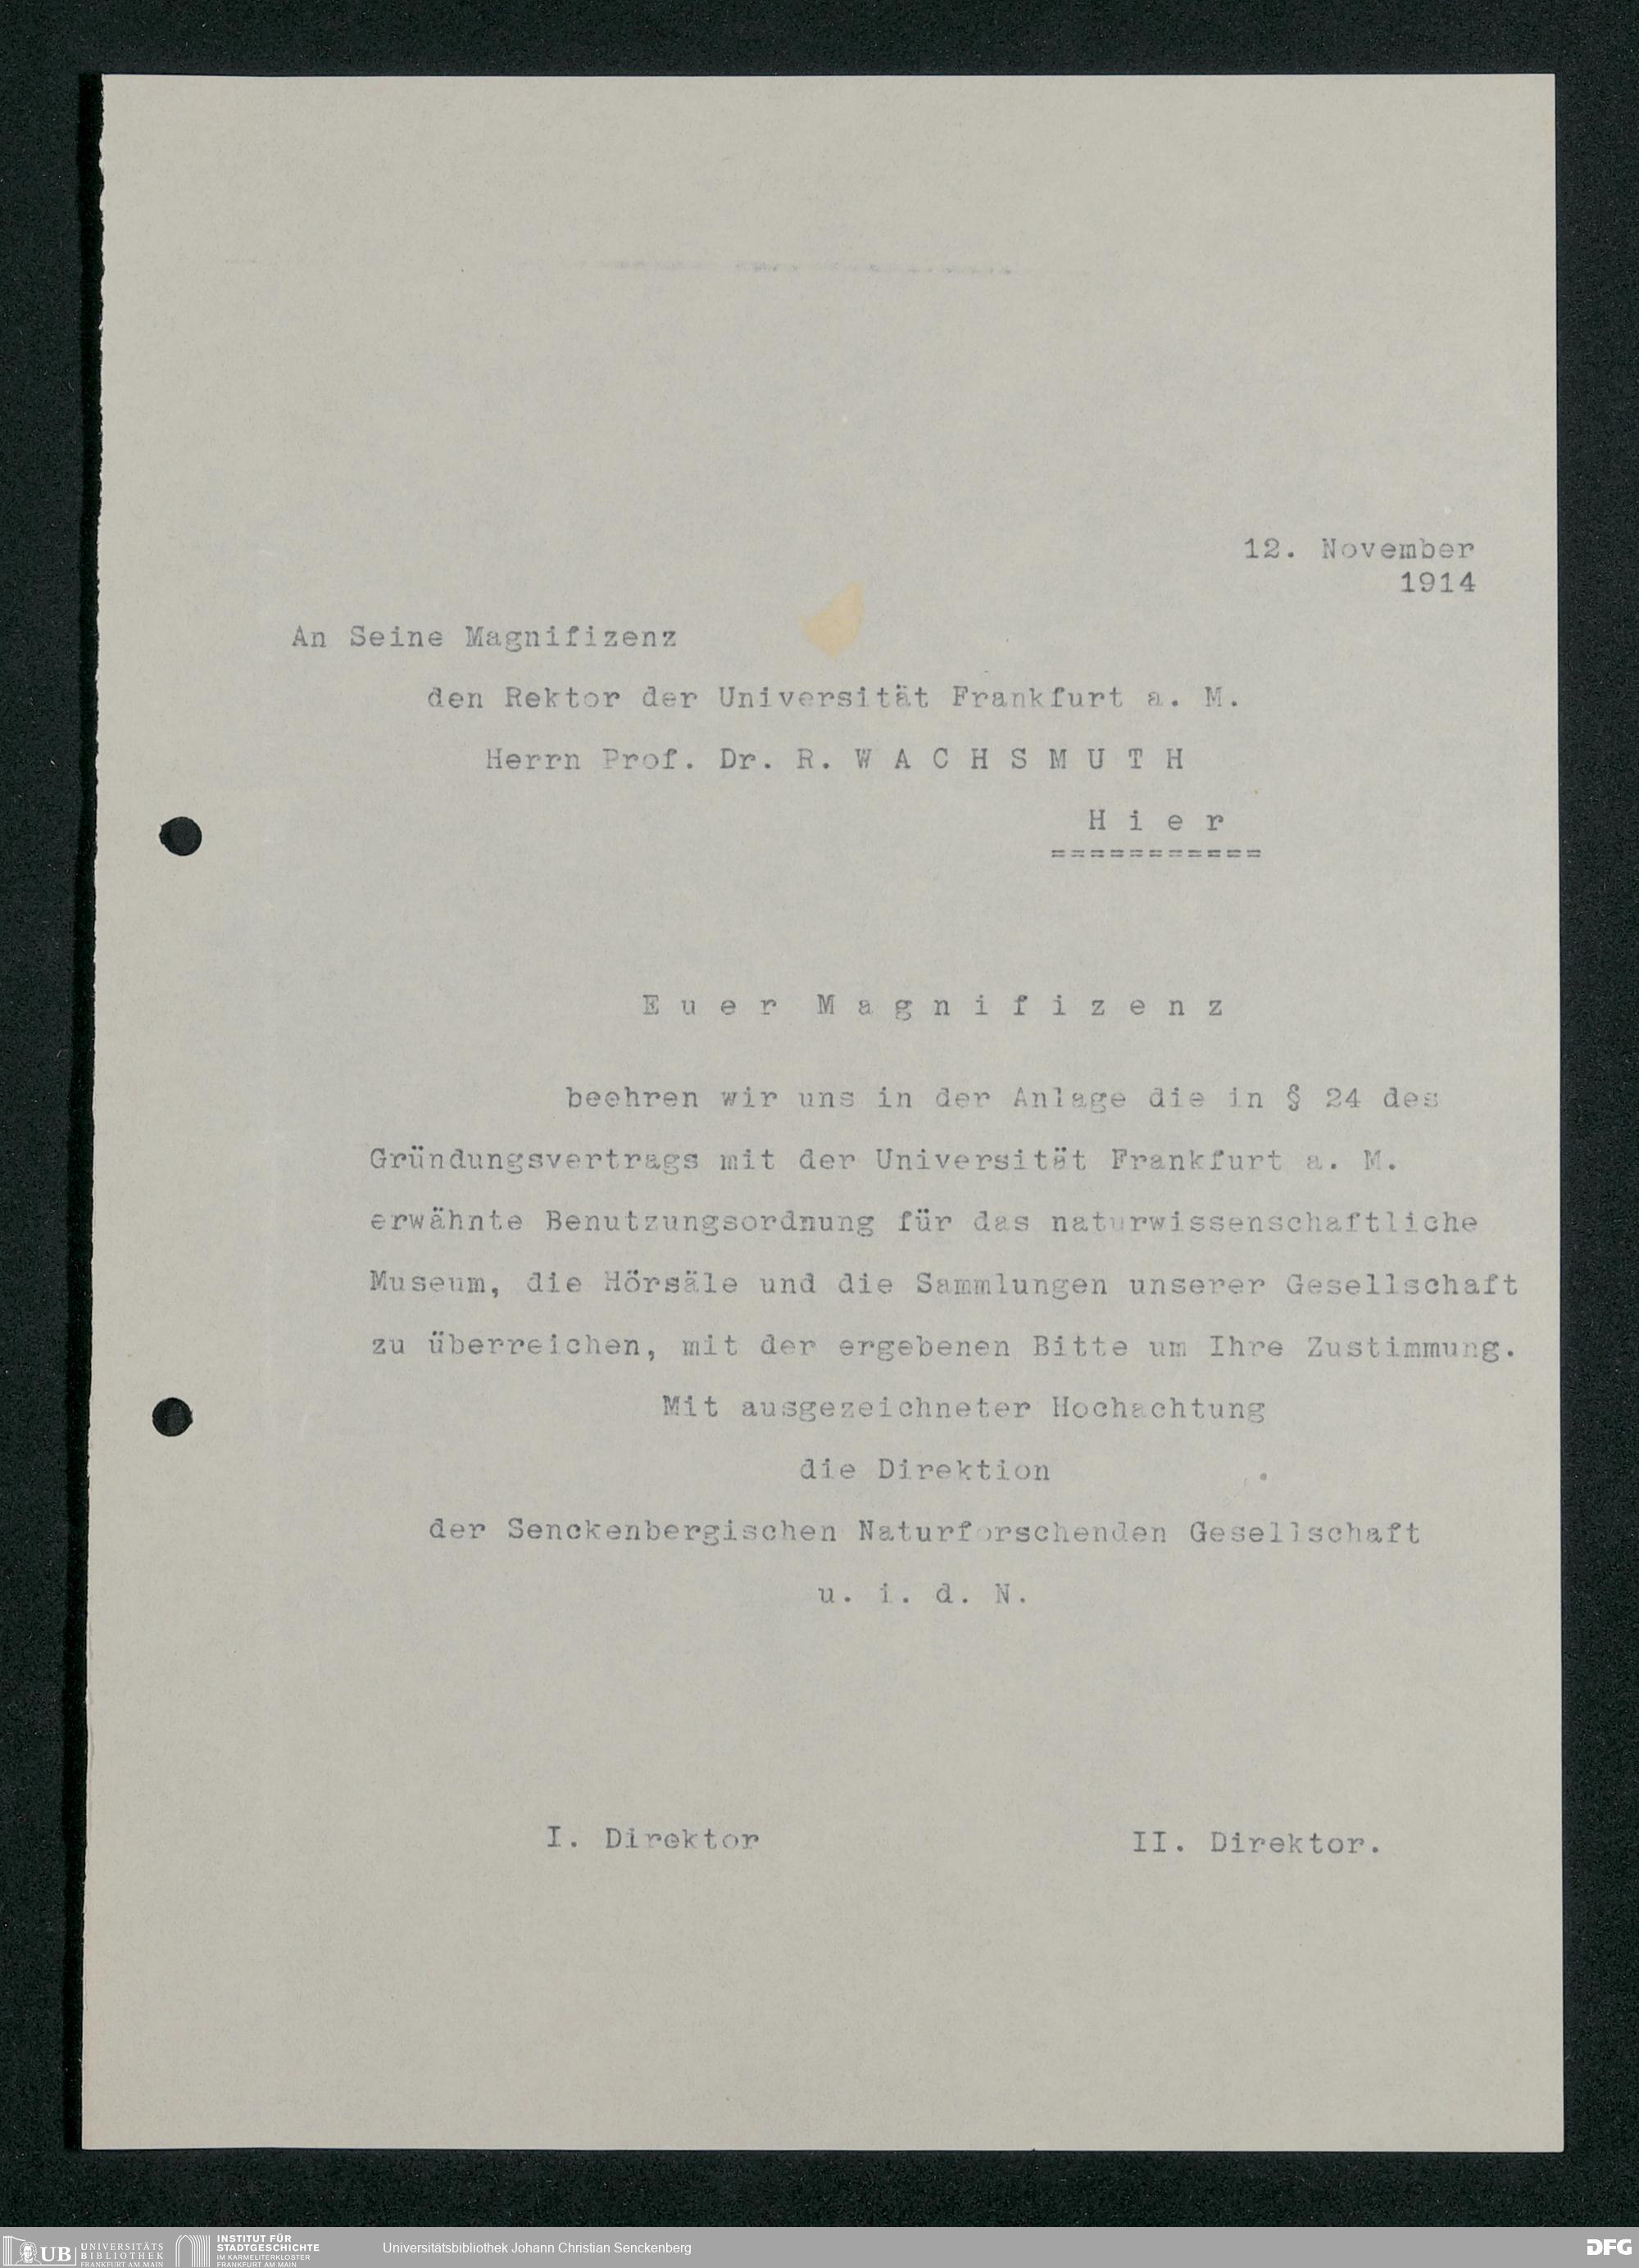 12. November
1914
An Seine Magnifizenz
den Rektor der Universität Frankfurt a. M.
Herrn Prof. Dr. R. W A C H S M U T H
H i e r
===========
E u e r  M a g n i f i z e n z
beehren wir uns in der Anlage die in § 24 des
Gründungsvertrags mit der Universität Frankfurt a. M.
erwähnte Benutzungsordnung für das naturwissenschaftliche
Museum, die Hörsäle und die Sammlungen unserer Gesellschaft
zu überreichen, mit der ergebenen Bitte um Ihre Zustimmung.
Mit ausgezeichneter Hochachtung
die Direktion
der Senckenbergischen Naturforschenden Gesellschaft
u. i. d. N.
I. Direktor
II. Direktor.
UB UNIVERSITÄTS
BIBLIOTHEK
FRANKFURT AM MAIN
INSTITUT FÜR
STADTGESCHICHTE
IM KARMELITERKLOSTER
FRANKFURT AM MAIN
Universitätsbibliothek Johann Christian Senckenberg
DFG